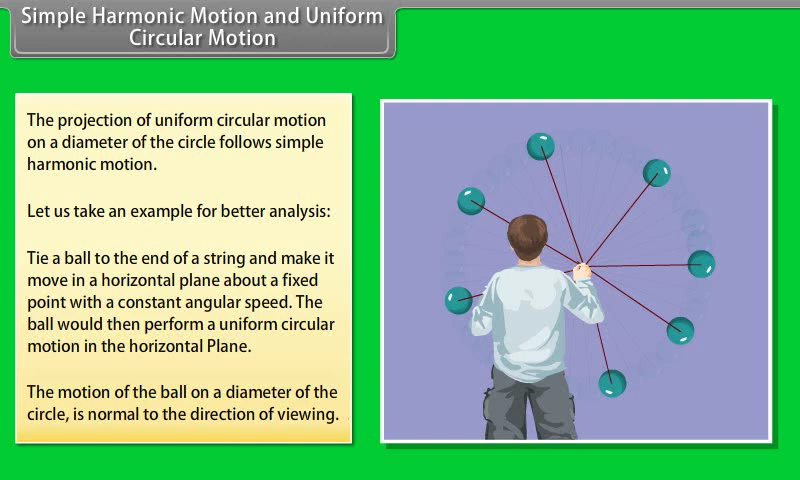 Simple Harmonic Motion and Uniform
Circular Motion
The projection of uniform circular motion
on a diameter of the circle follows simple
harmonic motion.
Let us take an example for better analysis:
Tie a ball to the end of a string and make it
move in a horizontal plane about a fixed
point with a constant angular speed. The
ball would then perform a uniform circular
motion in the horizontal Plane.
The motion of the ball on a diameter of the
circle, is normal to the direction of viewing.